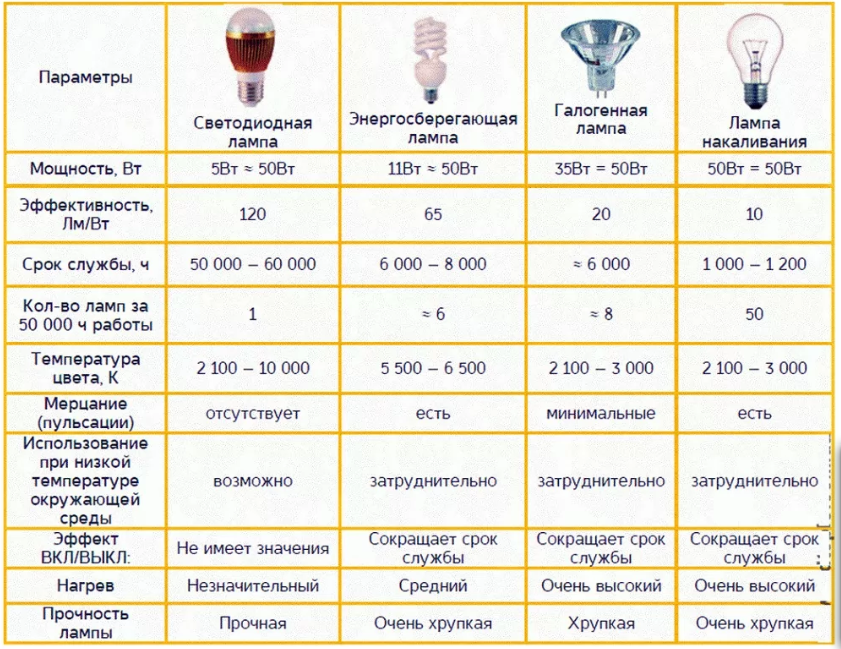 Параметры
Светодиодная
лампа
Энергосберегающая
лампа
Галогенная
лампа
Лампа
накаливания
Мощность, Вт
5Вт ≈ 50Вт
11Вт ≈ 50Вт
35Вт = 50Вт
50Вт = 50Вт
Эффективность,
Лм/Вт
120
65
20
10
Срок службы, ч
50 000 – 60 000
6 000 – 8 000
≈ 6 000
1 000 – 1 200
Кол-во ламп за
50 000 ч работы
1
≈ 6
≈ 8
50
Температура
цвета, К
2 100 – 10 000
5 500 – 6 500
2 100 – 3 000
2 100 – 3 000
Мерцание
(пульсации)
отсутствует
есть
минимальные
есть
Использование
при низкой
температуре
окружающей
среды
возможно
затруднительно
затруднительно
затруднительно
Эффект
ВКЛ/ВЫКЛ:
Не имеет значения
Сокращает срок
службы
Сокращает срок
службы
Сокращает срок
службы
Нагрев
Незначительный
Средний
Очень высокий
Очень высокий
Прочность
лампы
Прочная
Очень хрупкая
Хрупкая
Очень хрупкая